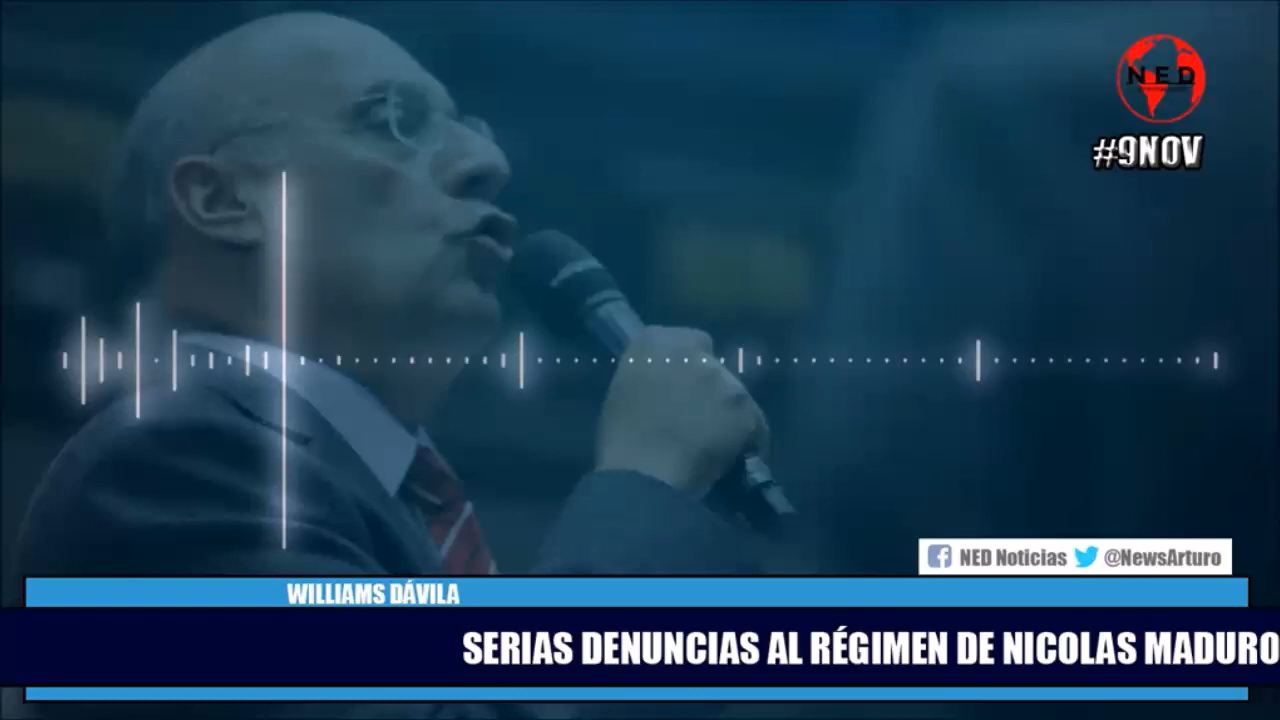 NED
#9NOV
NED Noticias @NewsArturo
WILLIAMS DÁVILA
SERIAS DENUNCIAS AL RÉGIMEN DE NICOLAS MADURO